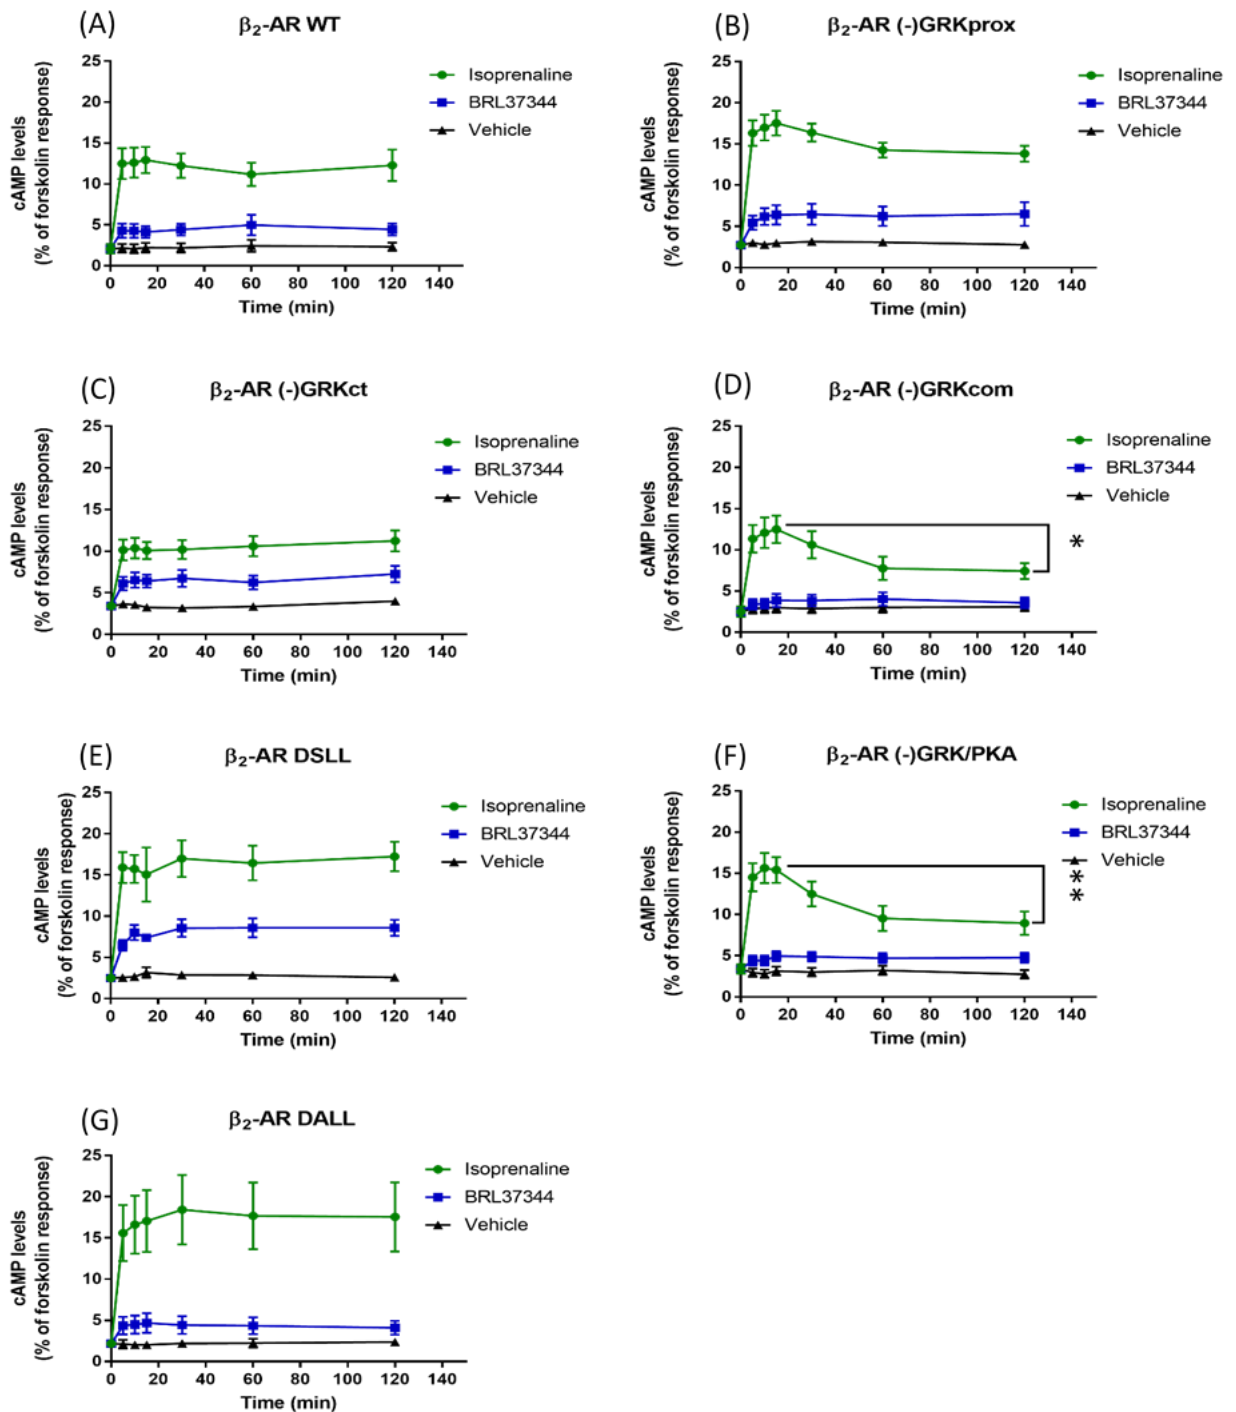 (A) β₂-AR WT
25
20
15
10
5
0
cAMP levels
(% of forskolin response)
0 20 40 60 80 100 120 140
Time (min)
Isoprenaline
BRL37344
Vehicle
(B) β₂-AR (-)GRKprox
25
20
15
10
5
0
cAMP levels
(% of forskolin response)
0 20 40 60 80 100 120 140
Time (min)
Isoprenaline
BRL37344
Vehicle
(C) β₂-AR (-)GRKct
25
20
15
10
5
0
cAMP levels
(% of forskolin response)
0 20 40 60 80 100 120 140
Time (min)
Isoprenaline
BRL37344
Vehicle
(D) β₂-AR (-)GRKcom
25
20
15
10
5
0
cAMP levels
(% of forskolin response)
0 20 40 60 80 100 120 140
Time (min)
Isoprenaline
BRL37344
Vehicle
*
(E) β₂-AR DSLL
25
20
15
10
5
0
cAMP levels
(% of forskolin response)
0 20 40 60 80 100 120 140
Time (min)
Isoprenaline
BRL37344
Vehicle
(F) β₂-AR (-)GRK/PKA
25
20
15
10
5
0
cAMP levels
(% of forskolin response)
0 20 40 60 80 100 120 140
Time (min)
Isoprenaline
BRL37344
Vehicle
**
(G) β₂-AR DALL
25
20
15
10
5
0
cAMP levels
(% of forskolin response)
0 20 40 60 80 100 120 140
Time (min)
Isoprenaline
BRL37344
Vehicle